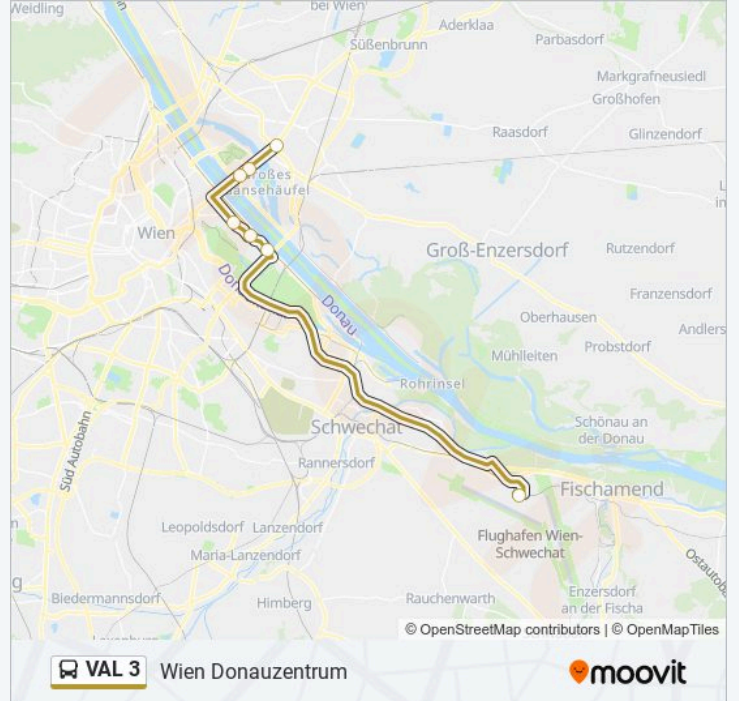 Weidling
bei Wien
Aderklaa
Süßenbrunn
Parbasdorf
Markgrafneusiedl
Großhofen
Raasdorf
Glinzendorf
Wien
Groß-Enzersdorf
Rutzendorf
Franzensdorf
Donau
Oberhausen
Andlers
Mühlleiten
Probstdorf
Rohrinsel
Süd Autobahn
Schwechat
Schönau an
der Donau
Rannersdorf
Fischamend
Leopoldsdorf
Lanzendorf
Flughafen Wien-
Schwechat
Maria-Lanzendorf
Ostautob
Biedermannsdorf
Himberg
Rauchenwarth
Enzersdorf
an der Fischa
© OpenStreetMap contributors | © OpenMapTiles
VAL 3 Wien Donauzentrum
moovit